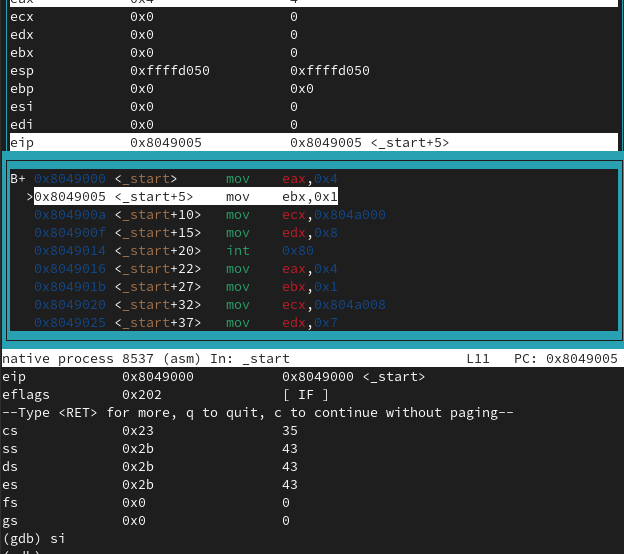 eax 0x4 4
ecx 0x0 0
edx 0x0 0
ebx 0x0 0
esp 0xffffd050 0xffffd050
ebp 0x0 0x0
esi 0x0 0
edi 0x0 0
eip 0x8049005 0x8049005 <_start+5>
B+ 0x8049000 <_start> mov eax,0x4
>0x8049005 <_start+5> mov ebx,0x1
0x804900a <_start+10> mov ecx,0x804a000
0x804900f <_start+15> mov edx,0x8
0x8049014 <_start+20> int 0x80
0x8049016 <_start+22> mov eax,0x4
0x804901b <_start+27> mov ebx,0x1
0x8049020 <_start+32> mov ecx,0x804a008
0x8049025 <_start+37> mov edx,0x7
native process 8537 (asm) In: _start L11 PC: 0x8049005
eip 0x8049000 0x8049000 <_start>
eflags 0x202 [ IF ]
--Type <RET> for more, q to quit, c to continue without paging--
cs 0x23 35
ss 0x2b 43
ds 0x2b 43
es 0x2b 43
fs 0x0 0
gs 0x0 0
(gdb) si
(gdb)